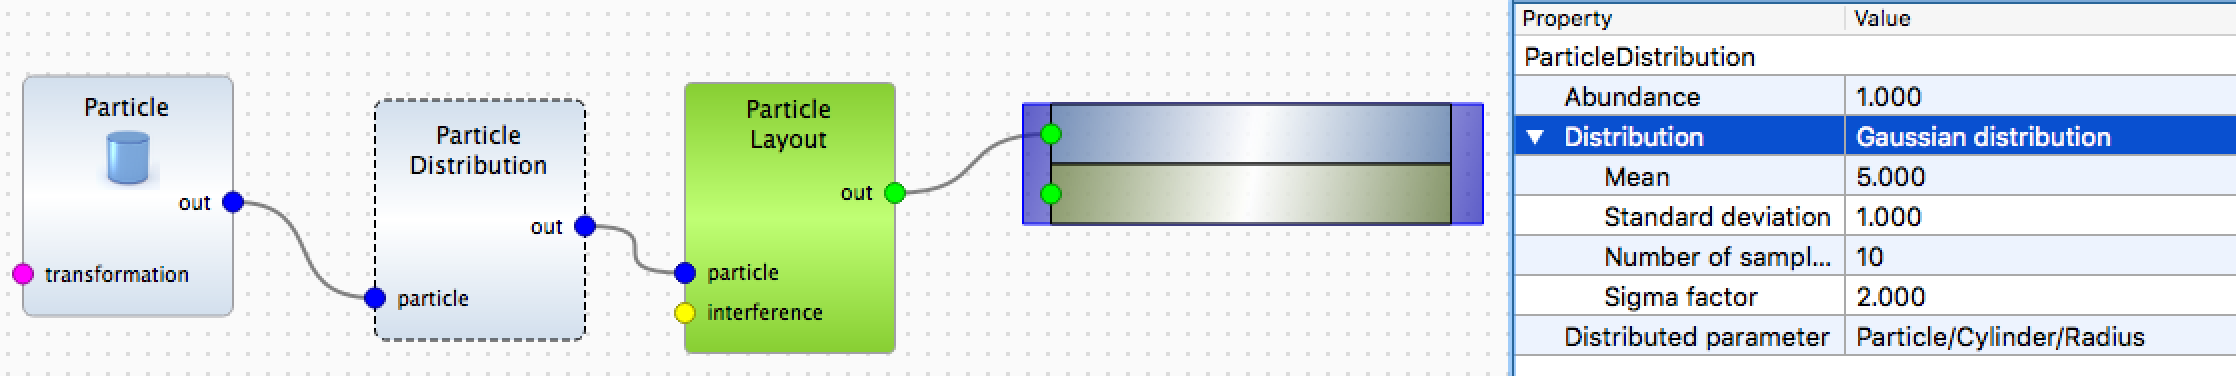 Particle
out
transformation
Particle
Distribution
out
particle
Particle
Layout
out
particle
interference
Property Value
ParticleDistribution
Abundance 1.000
Distribution Gaussian distribution
Mean 5.000
Standard deviation 1.000
Number of sampl... 10
Sigma factor 2.000
Distributed parameter Particle/Cylinder/Radius